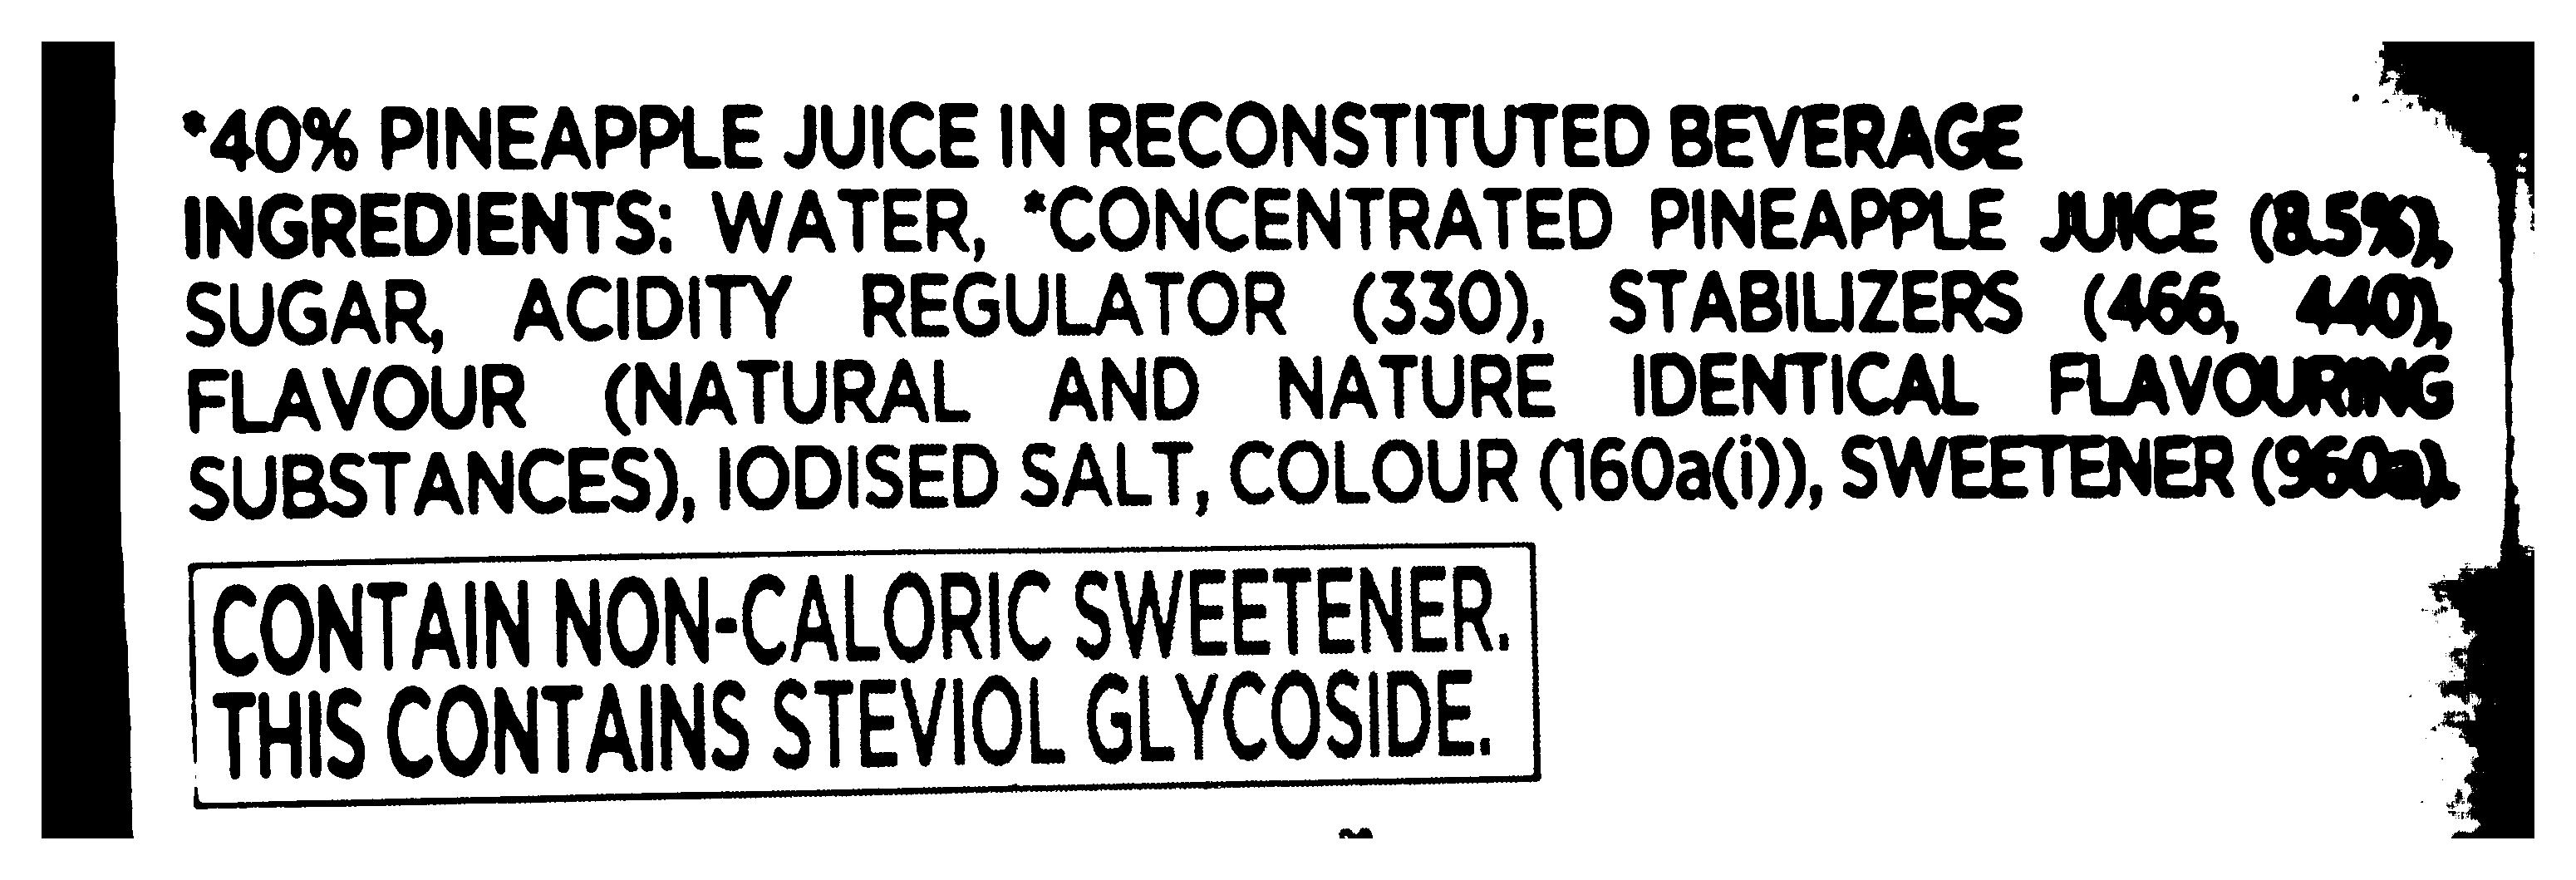 *40% PINEAPPLE JUICE IN RECONSTITUTED BEVERAGE
INGREDIENTS: WATER, *CONCENTRATED PINEAPPLE JUICE (8.5%),
SUGAR, ACIDITY REGULATOR (330), STABILIZERS (466, 440),
FLAVOUR (NATURAL AND NATURE IDENTICAL FLAVOURING
SUBSTANCES), IODISED SALT, COLOUR (160a(i)), SWEETENER (960a).
CONTAIN NON-CALORIC SWEETENER.
THIS CONTAINS STEVIOL GLYCOSIDE.